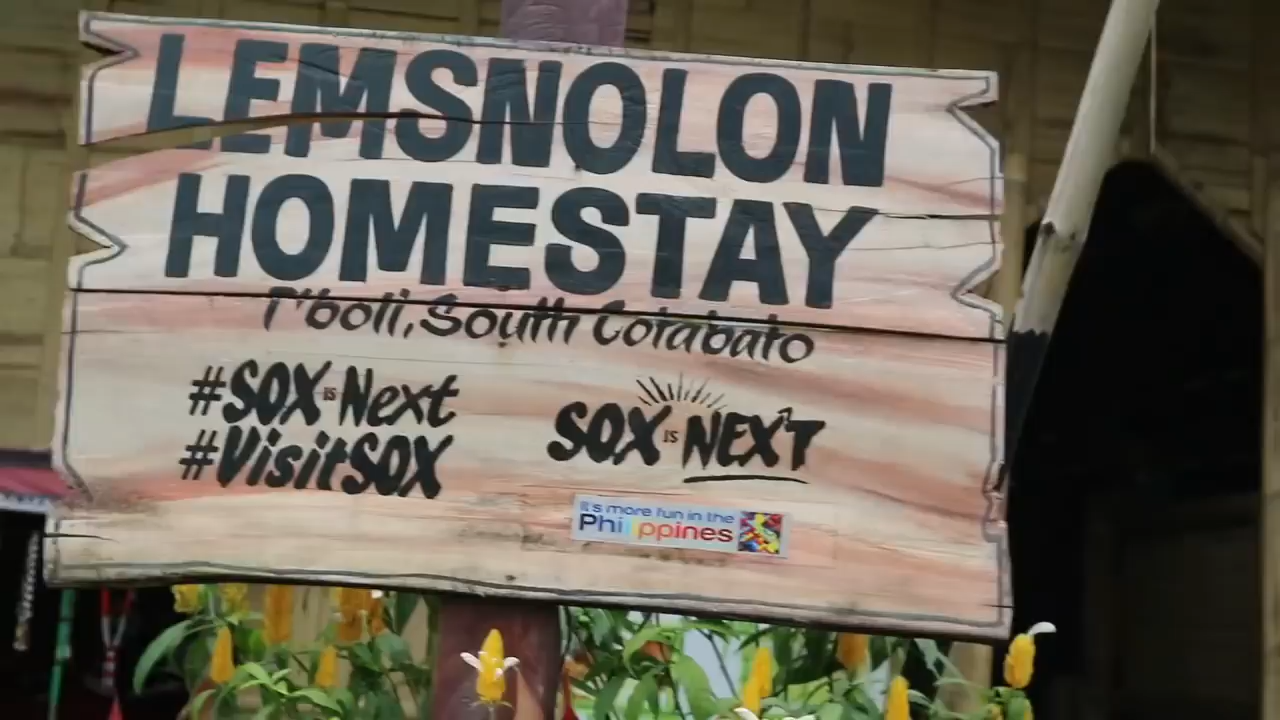 LEMSNOLON
HOMESTAY
T'boli, South Cotabato
#SOX IS Next
#VisitSOX
SOX IS NEXT
It's more fun in the
Philippines